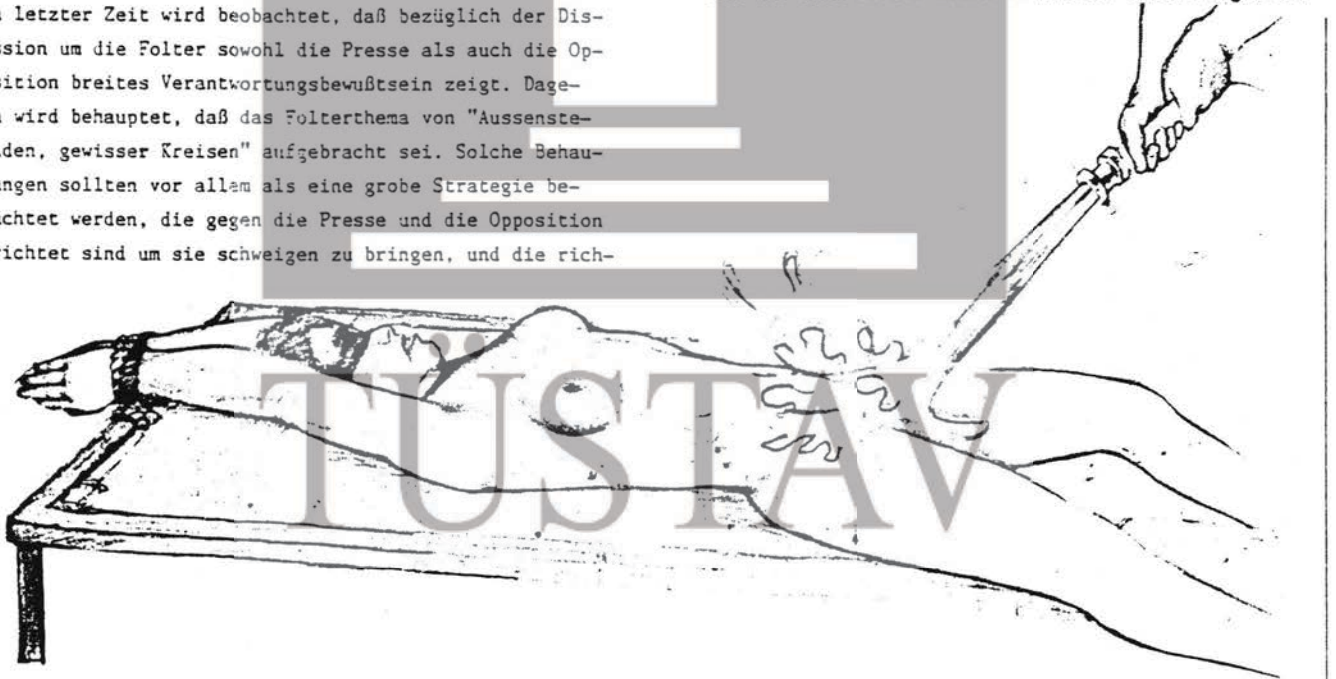 letzter Zeit wird beobachtet, daß bezüglich der Dis-
ssion um die Folter sowohl die Presse als auch die Op-
sition breites Verantwortungsbewußtsein zeigt. Dage-
wird behauptet, daß das Folterthema von "Aussenste-
den, gewisser Kreisen" aufgebracht sei. Solche Behau-
ungen sollten vor allem als eine grobe Strategie be-
chtet werden, die gegen die Presse und die Opposition
richtet sind um sie schweigen zu bringen, und die rich-
TÜSTAV